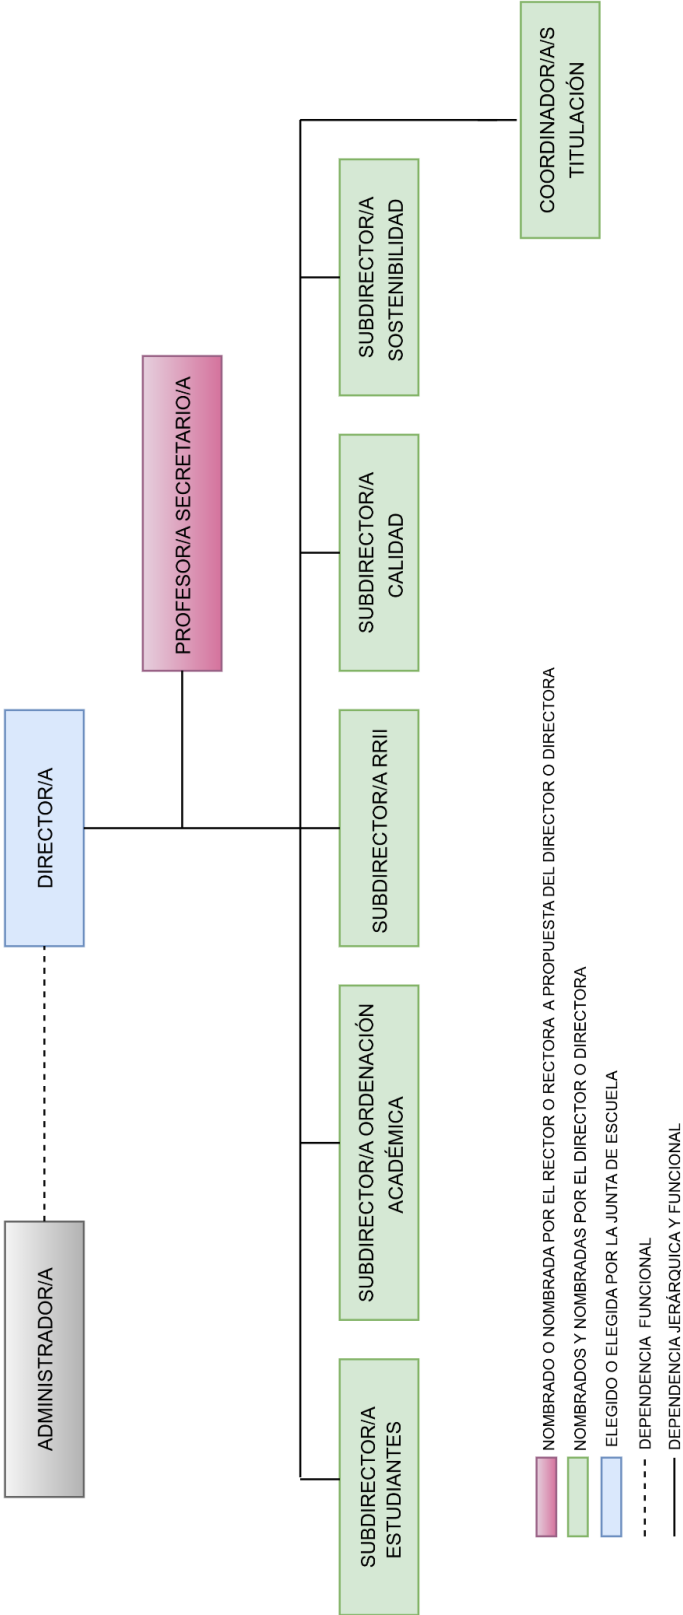 ADMINISTRADOR/A
DIRECTOR/A
PROFESOR/A SECRETARIO/A
SUBDIRECTOR/A
ESTUDIANTES
SUBDIRECTOR/A ORDENACIÓN
ACADÉMICA
SUBDIRECTOR/A RRII
SUBDIRECTOR/A
CALIDAD
SUBDIRECTOR/A
SOSTENIBILIDAD
COORDINADOR/A/S
TITULACIÓN
NOMBRADO O NOMBRADA POR EL RECTOR O RECTORA A PROPUESTA DEL DIRECTOR O DIRECTORA
NOMBRADOS Y NOMBRADAS POR EL DIRECTOR O DIRECTORA
ELEGIDO O ELEGIDA POR LA JUNTA DE ESCUELA
DEPENDENCIA FUNCIONAL
DEPENDENCIA JERÁRQUICA Y FUNCIONAL